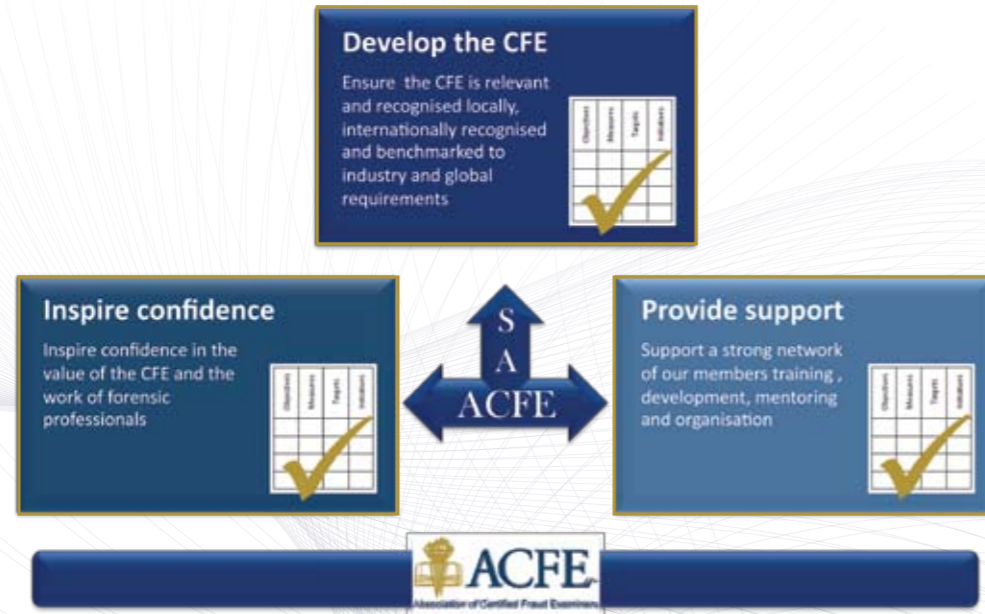 Develop the CFE
Ensure the CFE is relevant
and recognised locally,
internationally recognised
and benchmarked to
industry and global
requirements
Objectives
Measures
Targets
Initiatives
Inspire confidence
Inspire confidence in the
value of the CFE and the
work of forensic
professionals
Objectives
Measures
Targets
Initiatives
S
A
ACFE
Provide support
Support a strong network
of our members training ,
development, mentoring
and organisation
Objectives
Measures
Targets
Initiatives
ACFE
Association of Certified Fraud Examiners